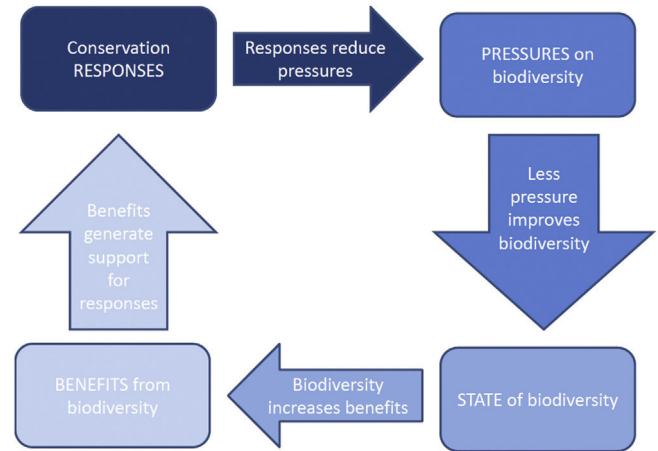 Conservation
RESPONSES
Responses reduce
pressures
PRESSURES on
biodiversity
Less
pressure
improves
biodiversity
STATE of biodiversity
Biodiversity
increases benefits
BENEFITS from
biodiversity
Benefits
generate
support
for
responses